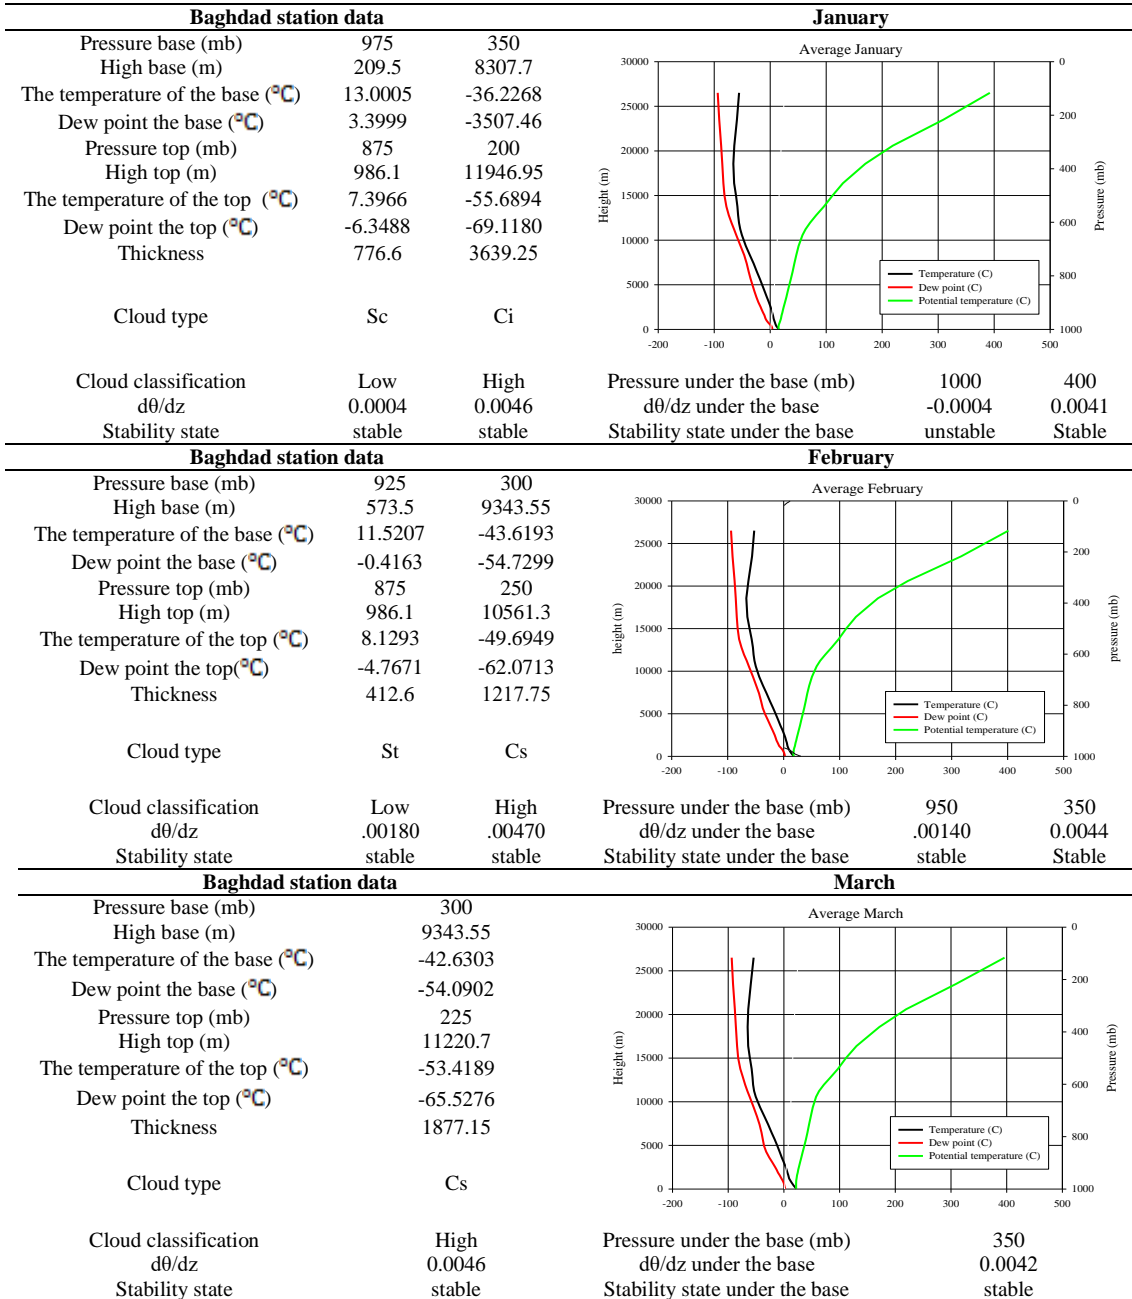 Baghdad station data January
Pressure base (mb) 975 350
High base (m) 209.5 8307.7
The temperature of the base (°C) 13.0005 -36.2268
Dew point the base (°C) 3.3999 -3507.46
Pressure top (mb) 875 200
High top (m) 986.1 11946.95
The temperature of the top (°C) 7.3966 -55.6894
Dew point the top (°C) -6.3488 -69.1180
Thickness 776.6 3639.25
Cloud type Sc Ci
Average January
30000
25000
20000
15000
10000
5000
0
Height (m)
0
200
400
600
800
1000
Pressure (mb)
-200 -100 0 100 200 300 400 500
Temperature (C)
Dew point (C)
Potential temperature (C)
Cloud classification Low High Pressure under the base (mb) 1000 400
dθ/dz 0.0004 0.0046 dθ/dz under the base -0.0004 0.0041
Stability state stable stable Stability state under the base unstable Stable
Baghdad station data February
Pressure base (mb) 925 300
High base (m) 573.5 9343.55
The temperature of the base (°C) 11.5207 -43.6193
Dew point the base (°C) -0.4163 -54.7299
Pressure top (mb) 875 250
High top (m) 986.1 10561.3
The temperature of the top (°C) 8.1293 -49.6949
Dew point the top(°C) -4.7671 -62.0713
Thickness 412.6 1217.75
Cloud type St Cs
Average February
30000
25000
20000
15000
10000
5000
0
height (m)
0
200
400
600
800
1000
pressure (mb)
-200 -100 0 100 200 300 400 500
Temperature (C)
Dew point (C)
Potential temperature (C)
Cloud classification Low High Pressure under the base (mb) 950 350
dθ/dz .00180 .00470 dθ/dz under the base .00140 0.0044
Stability state stable stable Stability state under the base stable Stable
Baghdad station data March
Pressure base (mb) 300
High base (m) 9343.55
The temperature of the base (°C) -42.6303
Dew point the base (°C) -54.0902
Pressure top (mb) 225
High top (m) 11220.7
The temperature of the top (°C) -53.4189
Dew point the top (°C) -65.5276
Thickness 1877.15
Cloud type Cs
Average March
30000
25000
20000
15000
10000
5000
0
Height (m)
0
200
400
600
800
1000
Pressure (mb)
-200 -100 0 100 200 300 400 500
Temperature (C)
Dew point (C)
Potential temperature (C)
Cloud classification High Pressure under the base (mb) 350
dθ/dz 0.0046 dθ/dz under the base 0.0042
Stability state stable Stability state under the base stable